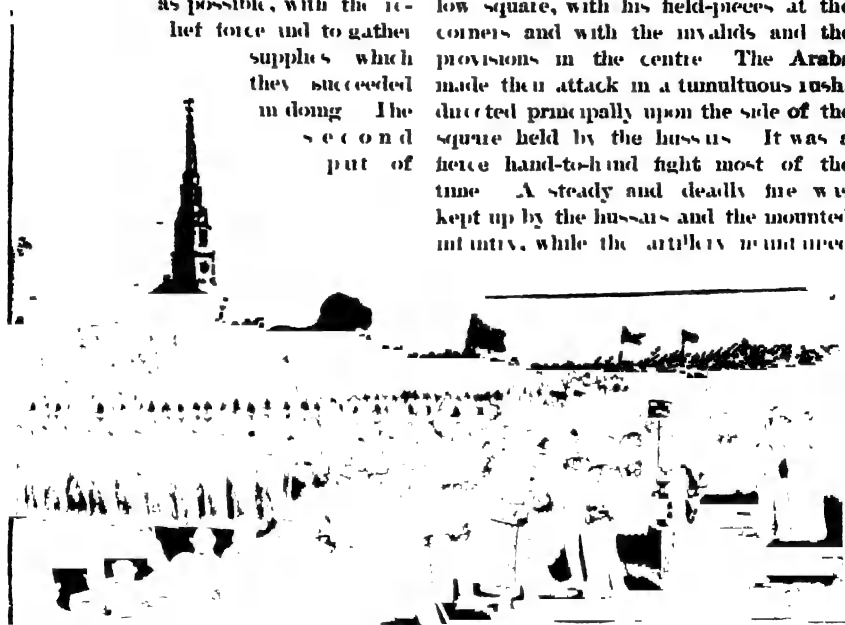 as possible, with the re-
lief force and to gather
supplies which
they succeeded
in doing The
second
part of
low square, with his field-pieces at the
corners and with the invalids and the
provisions in the centre The Arabs
made their attack in a tumultuous rush
directed principally upon the side of the
square held by the hussars It was a
fierce hand-to-hand fight most of the
time A steady and deadly fire was
kept up by the hussars and the mounted
infantry, while the artillery maintained